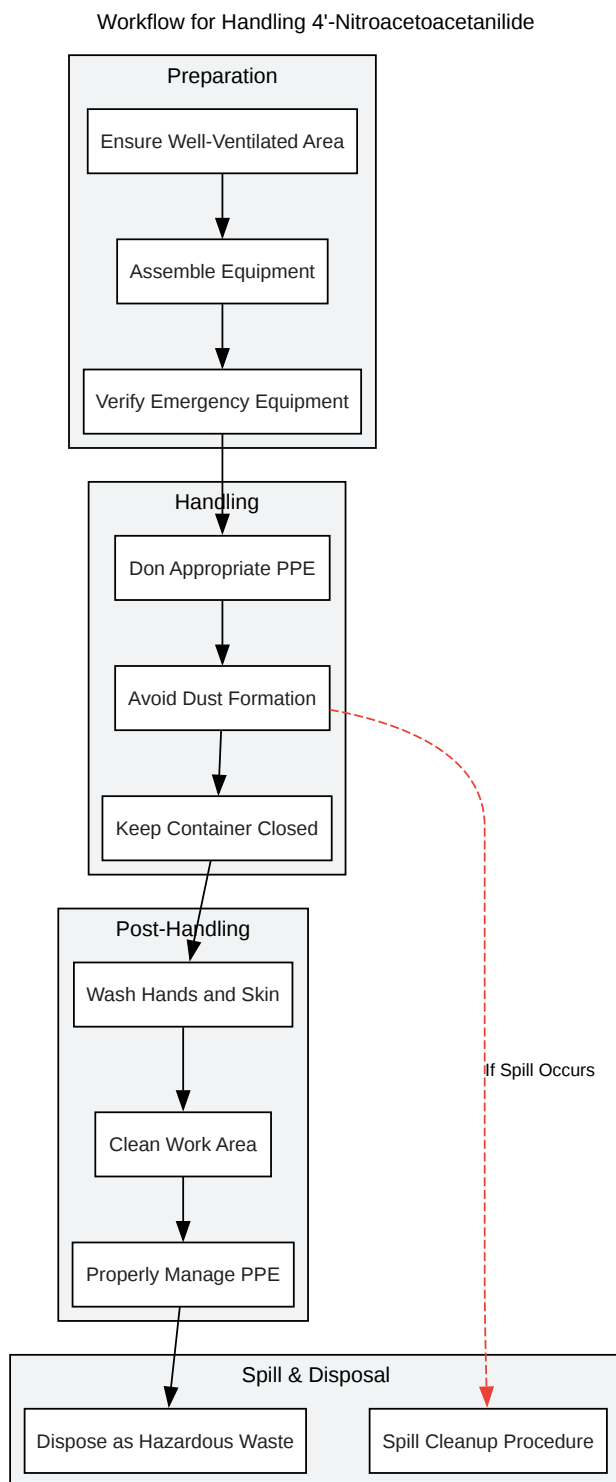 Workflow for Handling 4'-Nitroacetoacetanilide
Preparation
Ensure Well-Ventilated Area
Assemble Equipment
Verify Emergency Equipment
Handling
Don Appropriate PPE
Avoid Dust Formation
Keep Container Closed
Post-Handling
Wash Hands and Skin
If Spill Occurs
Clean Work Area
Properly Manage PPE
Spill & Disposal
Dispose as Hazardous Waste
Spill Cleanup Procedure